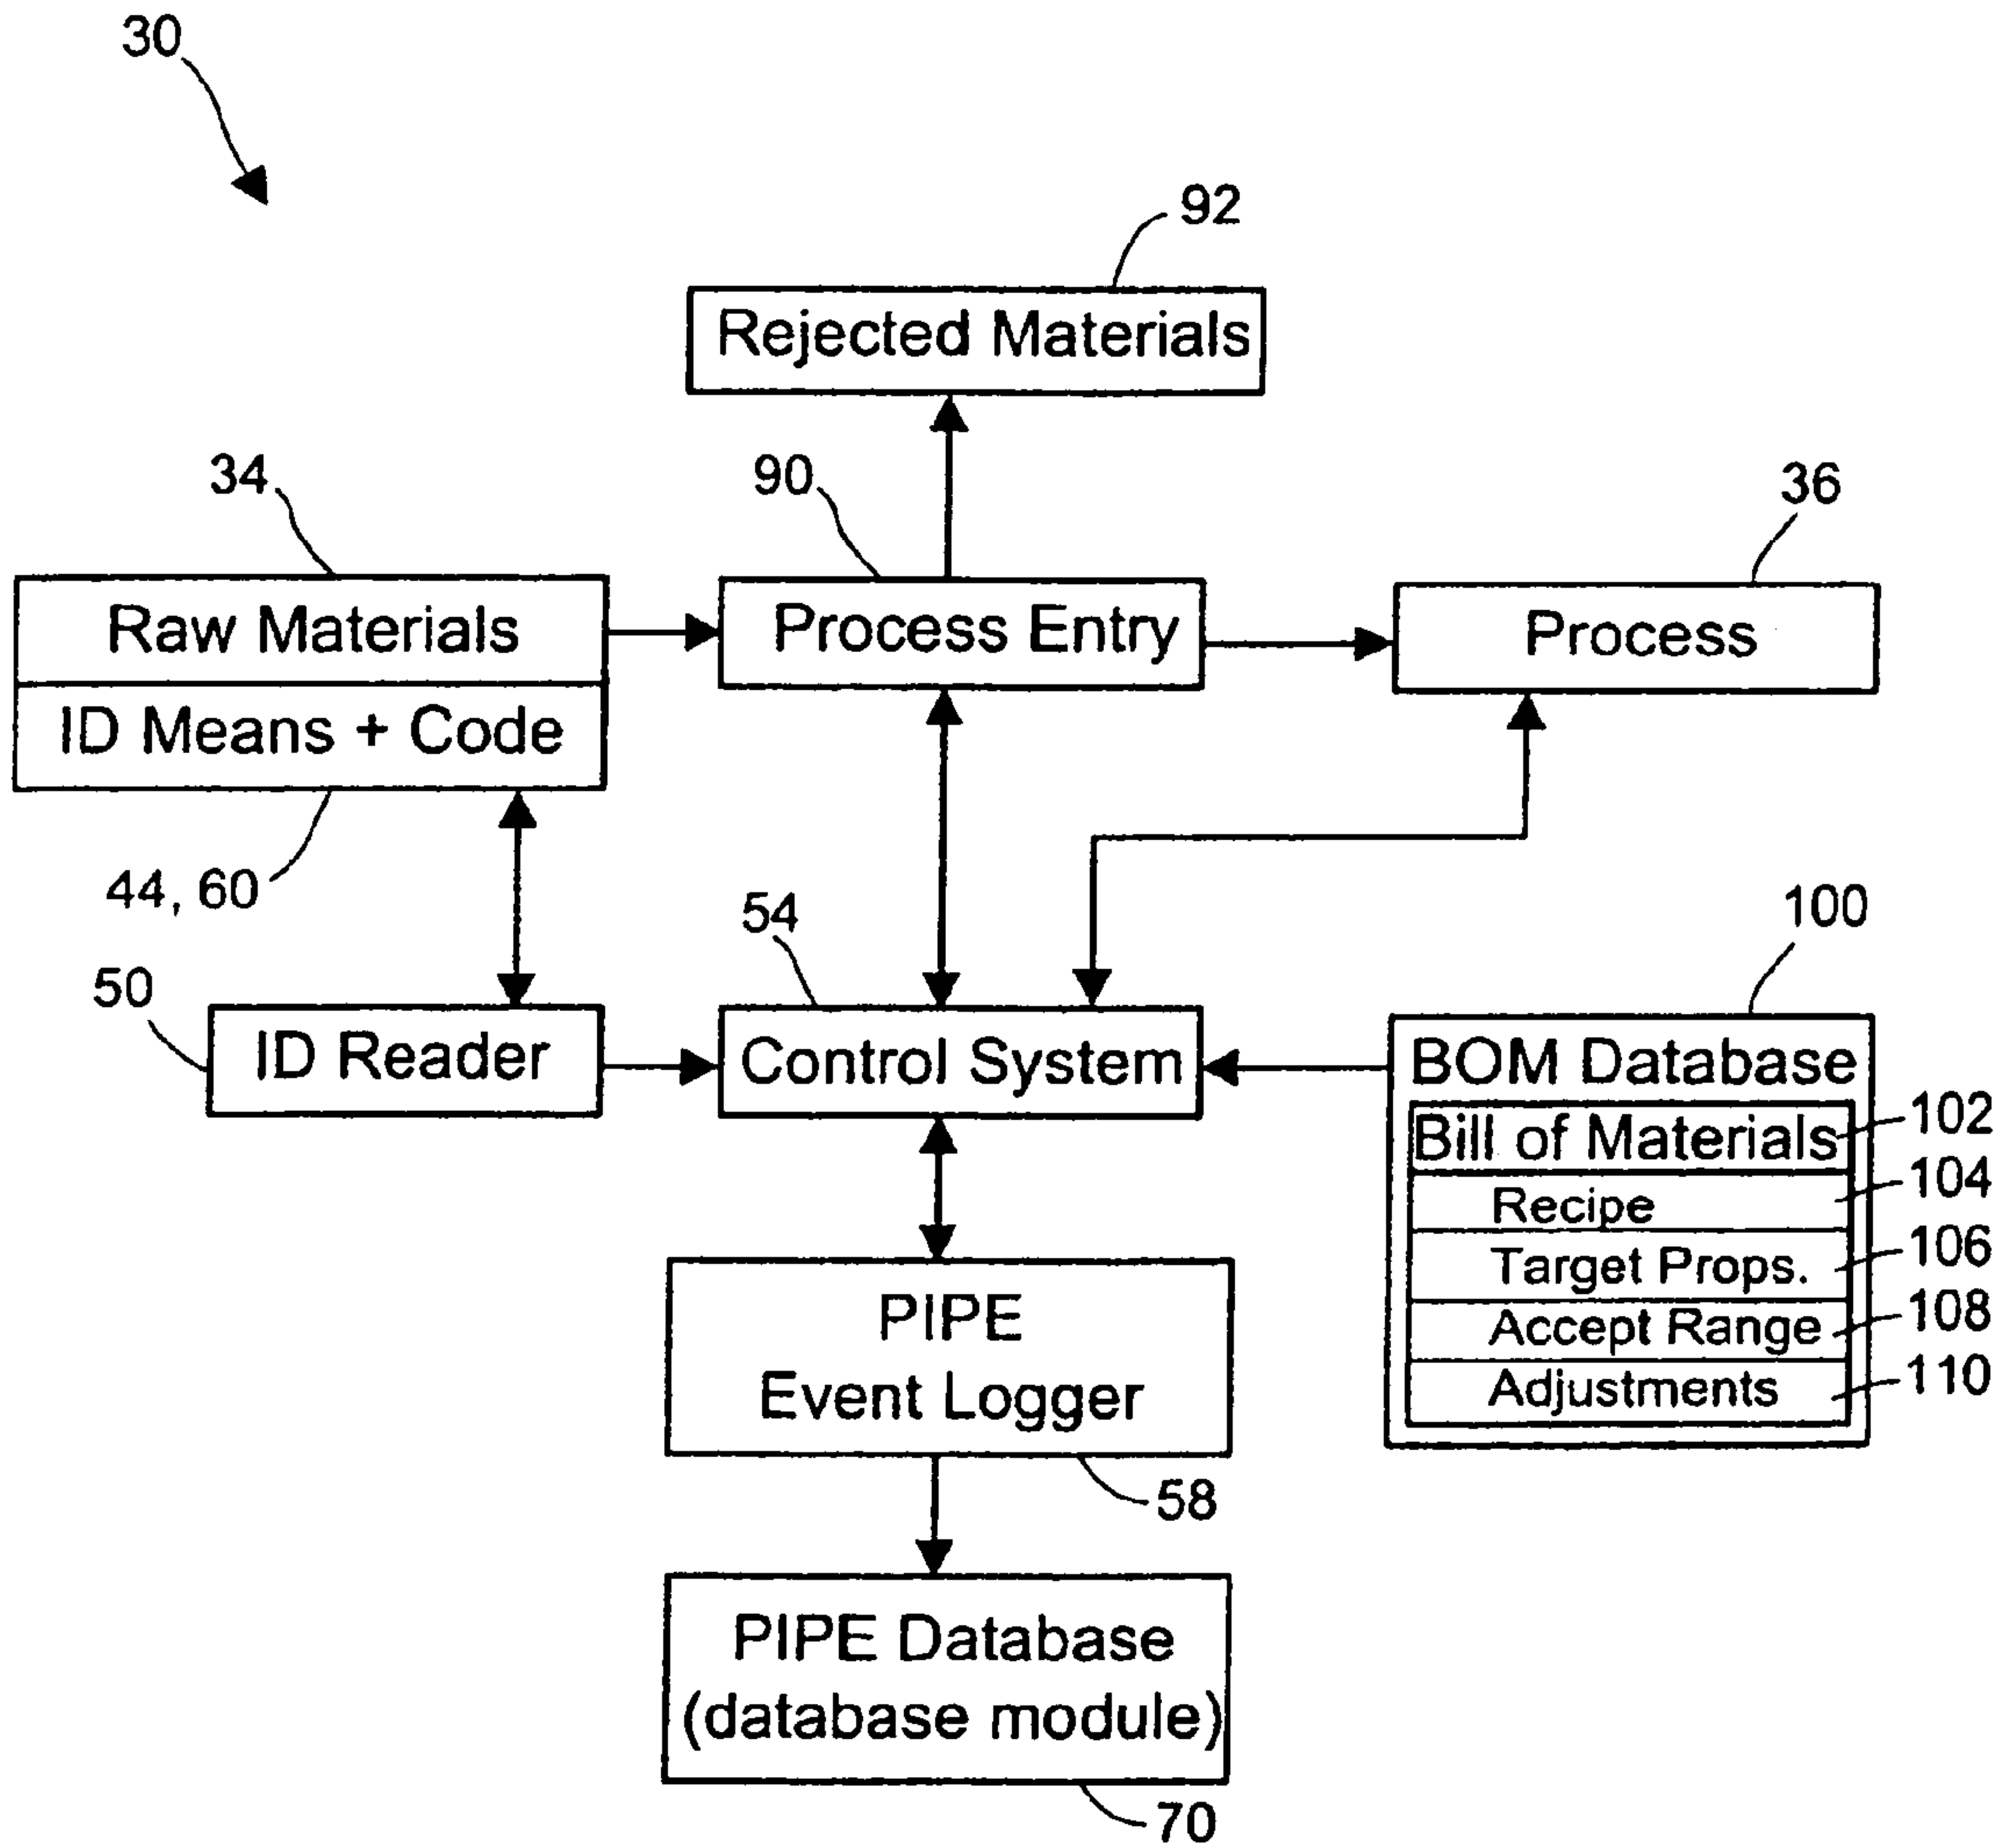 30
92
Rejected Materials
34
90
36
Raw Materials
Process Entry
Process
ID Means + Code
44, 60
54
100
50
ID Reader
Control System
BOM Database
Bill of Materials
102
Recipe
104
Target Props.
106
Accept Range
108
Adjustments
110
PIPE
Event Logger
58
PIPE Database
(database module)
70